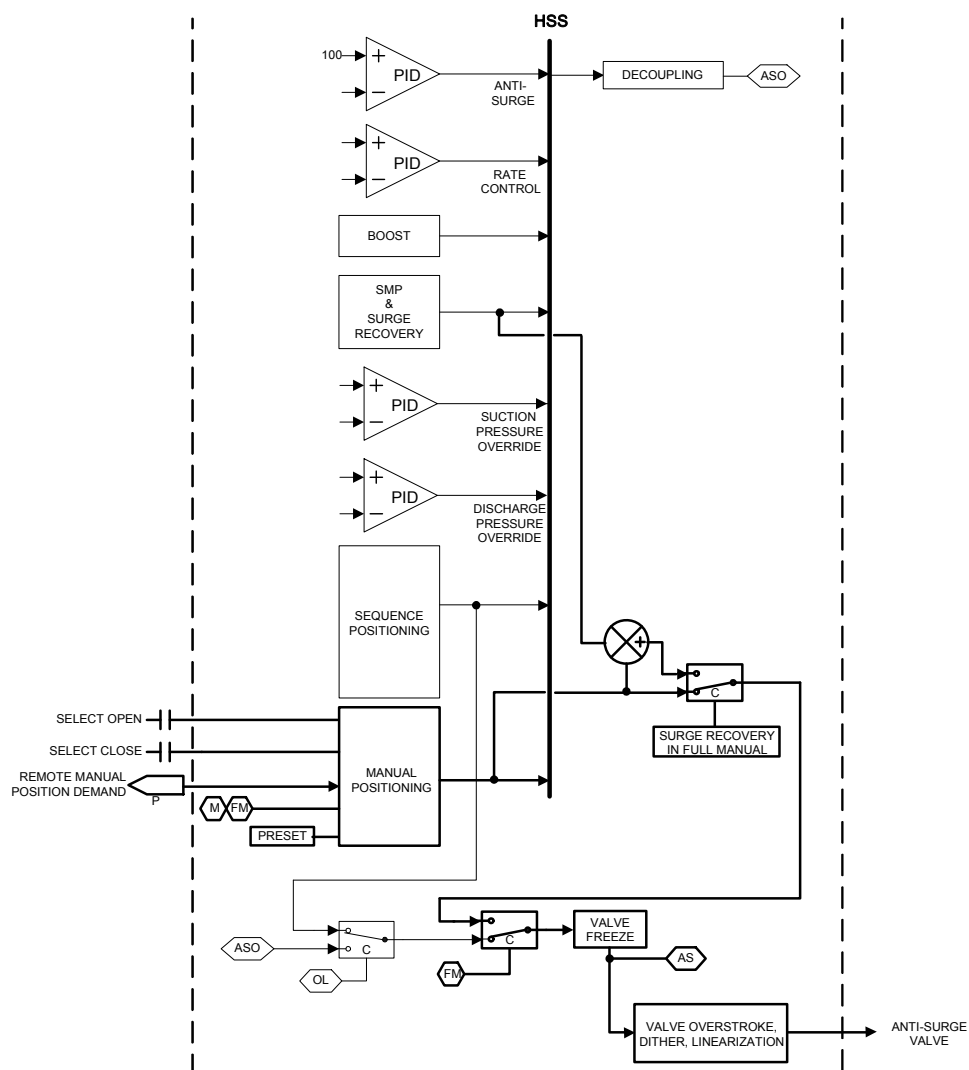 HSS
100
+
PID
−
ANTI-
SURGE
DECOUPLING
ASO
+
PID
−
RATE
CONTROL
BOOST
SMP
&
SURGE
RECOVERY
+
PID
−
SUCTION
PRESSURE
OVERRIDE
+
PID
−
DISCHARGE
PRESSURE
OVERRIDE
SEQUENCE
POSITIONING
+
C
SURGE RECOVERY
IN FULL MANUAL
SELECT OPEN
SELECT CLOSE
REMOTE MANUAL
POSITION DEMAND
P
M
FM
PRESET
MANUAL
POSITIONING
ASO
C
OL
C
FM
VALVE
FREEZE
AS
VALVE OVERSTROKE,
DITHER, LINEARIZATION
ANTI-SURGE
VALVE